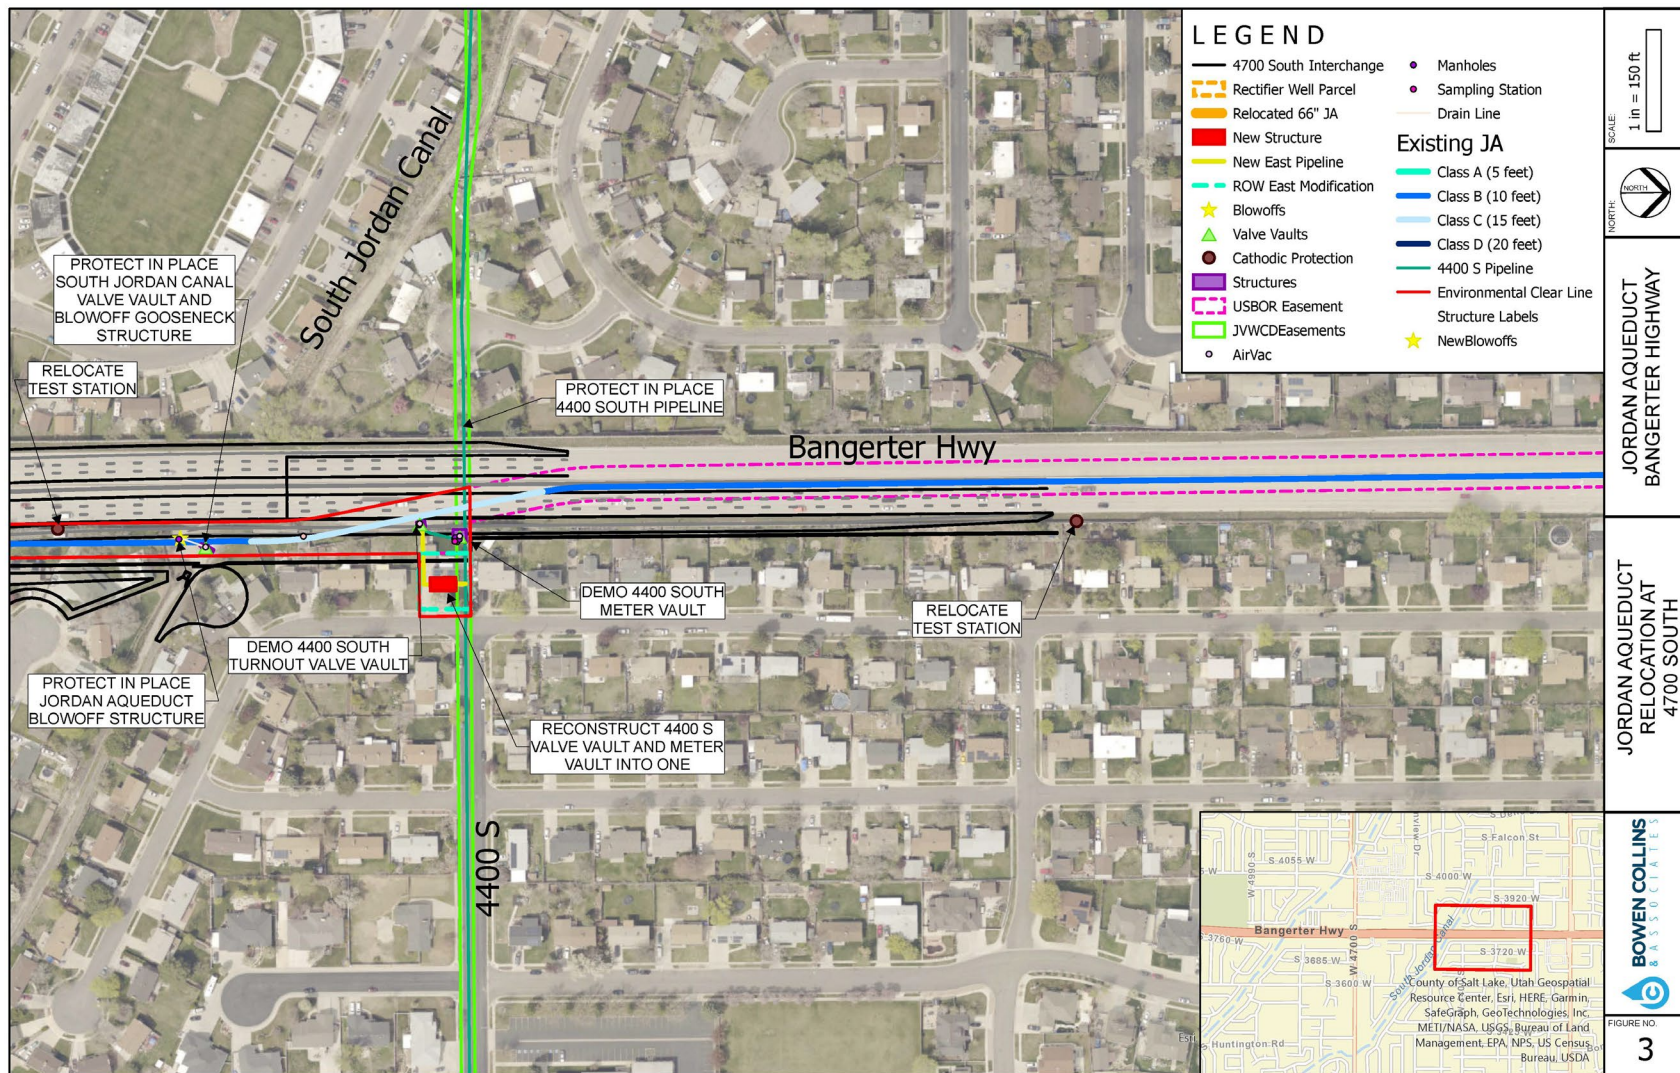 LEGEND
4700 South Interchange
Rectifier Well Parcel
Relocated 66" JA
New Structure
New East Pipeline
ROW East Modification
Blowoffs
Valve Vaults
Cathodic Protection
Structures
USBOR Easement
JVWCDEasements
AirVac
Manholes
Sampling Station
Drain Line
Existing JA
Class A (5 feet)
Class B (10 feet)
Class C (15 feet)
Class D (20 feet)
4400 S Pipeline
Environmental Clear Line
Structure Labels
NewBlowoffs
SCALE:
1 in = 150 ft
NORTH:
NORTH
JORDAN AQUEDUCT
BANGERTER HIGHWAY
JORDAN AQUEDUCT
RELOCATION AT
4700 SOUTH
BOWEN COLLINS
& ASSOCIATES
FIGURE NO.
3
South Jordan Canal
PROTECT IN PLACE
SOUTH JORDAN CANAL
VALVE VAULT AND
BLOWOFF GOOSENECK
STRUCTURE
RELOCATE
TEST STATION
PROTECT IN PLACE
4400 SOUTH PIPELINE
Bangerter Hwy
DEMO 4400 SOUTH
METER VAULT
RELOCATE
TEST STATION
DEMO 4400 SOUTH
TURNOUT VALVE VAULT
PROTECT IN PLACE
JORDAN AQUEDUCT
BLOWOFF STRUCTURE
RECONSTRUCT 4400 S
VALVE VAULT AND METER
VAULT INTO ONE
4400 S
Esri
S Falcon St
S 4055 W
W 4990 S
S 4000 W
S 3920 W
Bangerter Hwy
S 3760 W
W 4700 S
S 3720 W
S 3685 W
S 3600 W
South Jordan Canal
S Huntington Rd
County of Salt Lake, Utah Geospatial
Resource Center, Esri, HERE, Garmin,
SafeGraph, GeoTechnologies, Inc,
METI/NASA, USGS, Bureau of Land
Management, EPA, NPS, US Census
Bureau, USDA